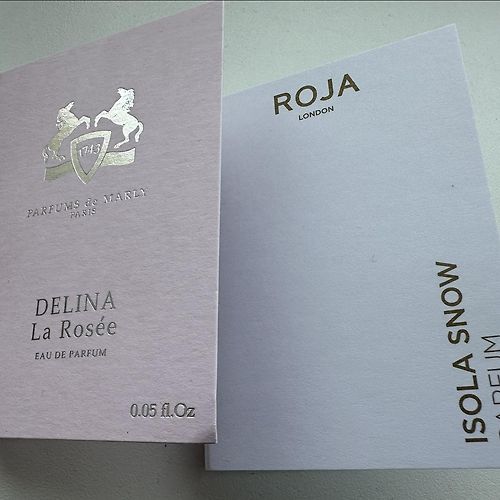 1743
PARFUMS de MARLY
PARIS
DELINA
La Rosée
EAU DE PARFUM
0.05 fl.Oz
ROJA
LONDON
ISOLA SNOW